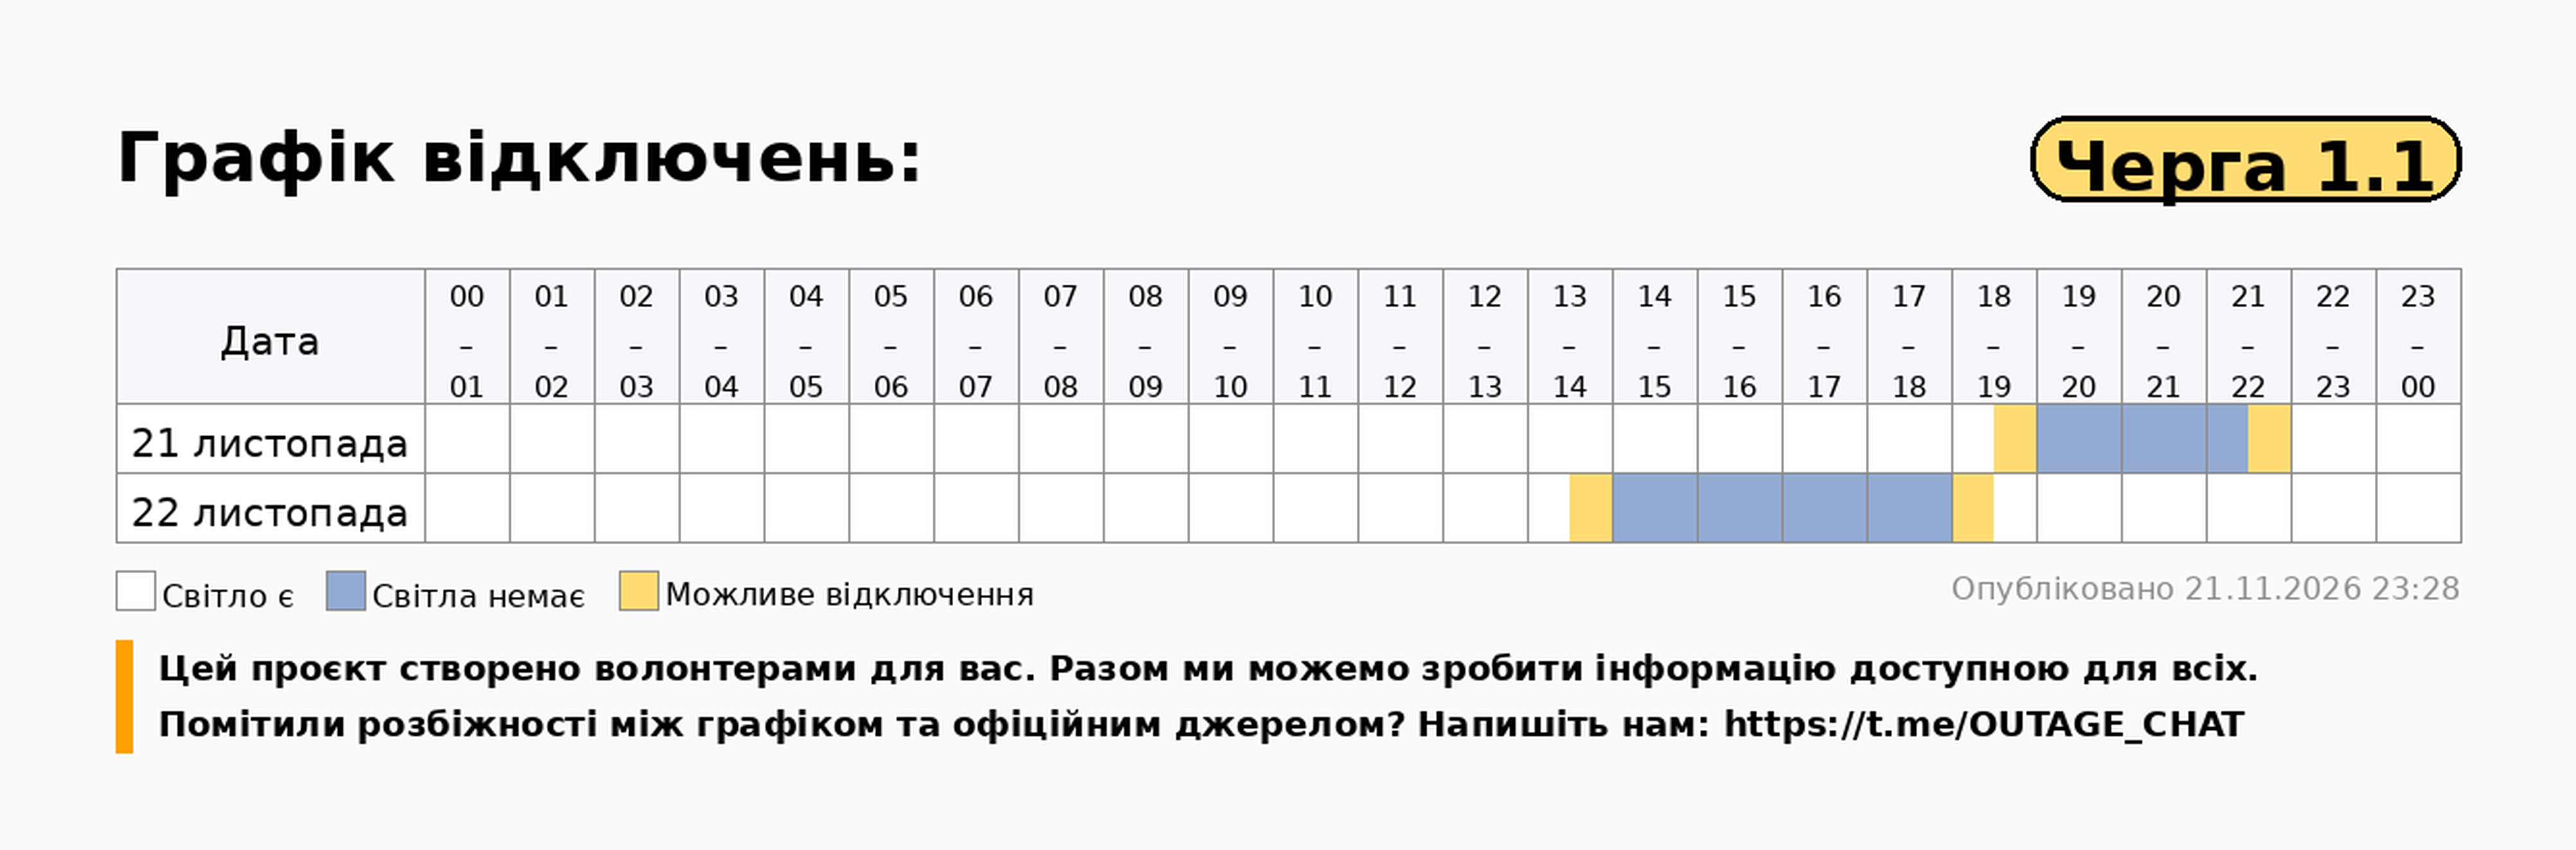 Графік відключень:
Черга 1.1
Дата 00 – 01 01 – 02 02 – 03 03 – 04 04 – 05 05 – 06 06 – 07 07 – 08 08 – 09 09 – 10 10 – 11 11 – 12 12 – 13 13 – 14 14 – 15 15 – 16 16 – 17 17 – 18 18 – 19 19 – 20 20 – 21 21 – 22 22 – 23 23 – 00
21 листопада
22 листопада
Світло є Світла немає Можливе відключення
Опубліковано 21.11.2026 23:28
Цей проєкт створено волонтерами для вас. Разом ми можемо зробити інформацію доступною для всіх.
Помітили розбіжності між графіком та офіційним джерелом? Напишіть нам: https://t.me/OUTAGE_CHAT